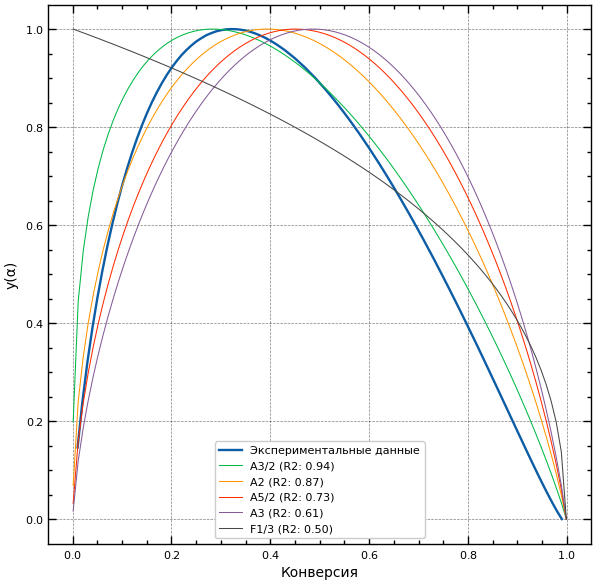 1.0
0.8
0.6
0.4
0.2
0.0
y(α)
Экспериментальные данные
A3/2 (R2: 0.94)
A2 (R2: 0.87)
A5/2 (R2: 0.73)
A3 (R2: 0.61)
F1/3 (R2: 0.50)
0.0 0.2 0.4 0.6 0.8 1.0
Конверсия